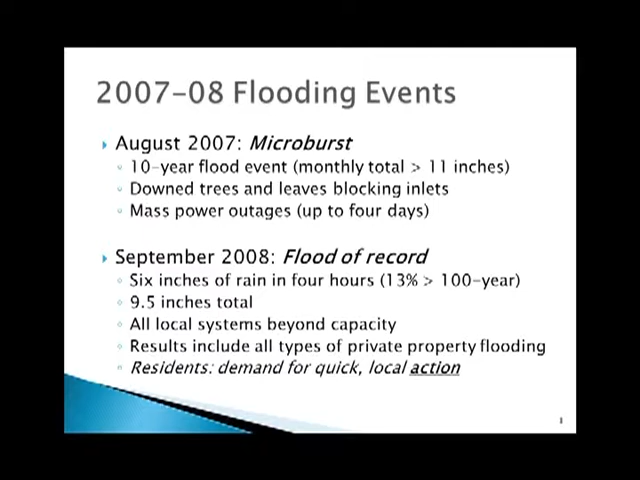 2007-08 Flooding Events
August 2007: Microburst
10-year flood event (monthly total > 11 inches)
Downed trees and leaves blocking inlets
Mass power outages (up to four days)
September 2008: Flood of record
Six inches of rain in four hours (13% > 100-year)
9.5 inches total
All local systems beyond capacity
Results include all types of private property flooding
Residents: demand for quick, local action